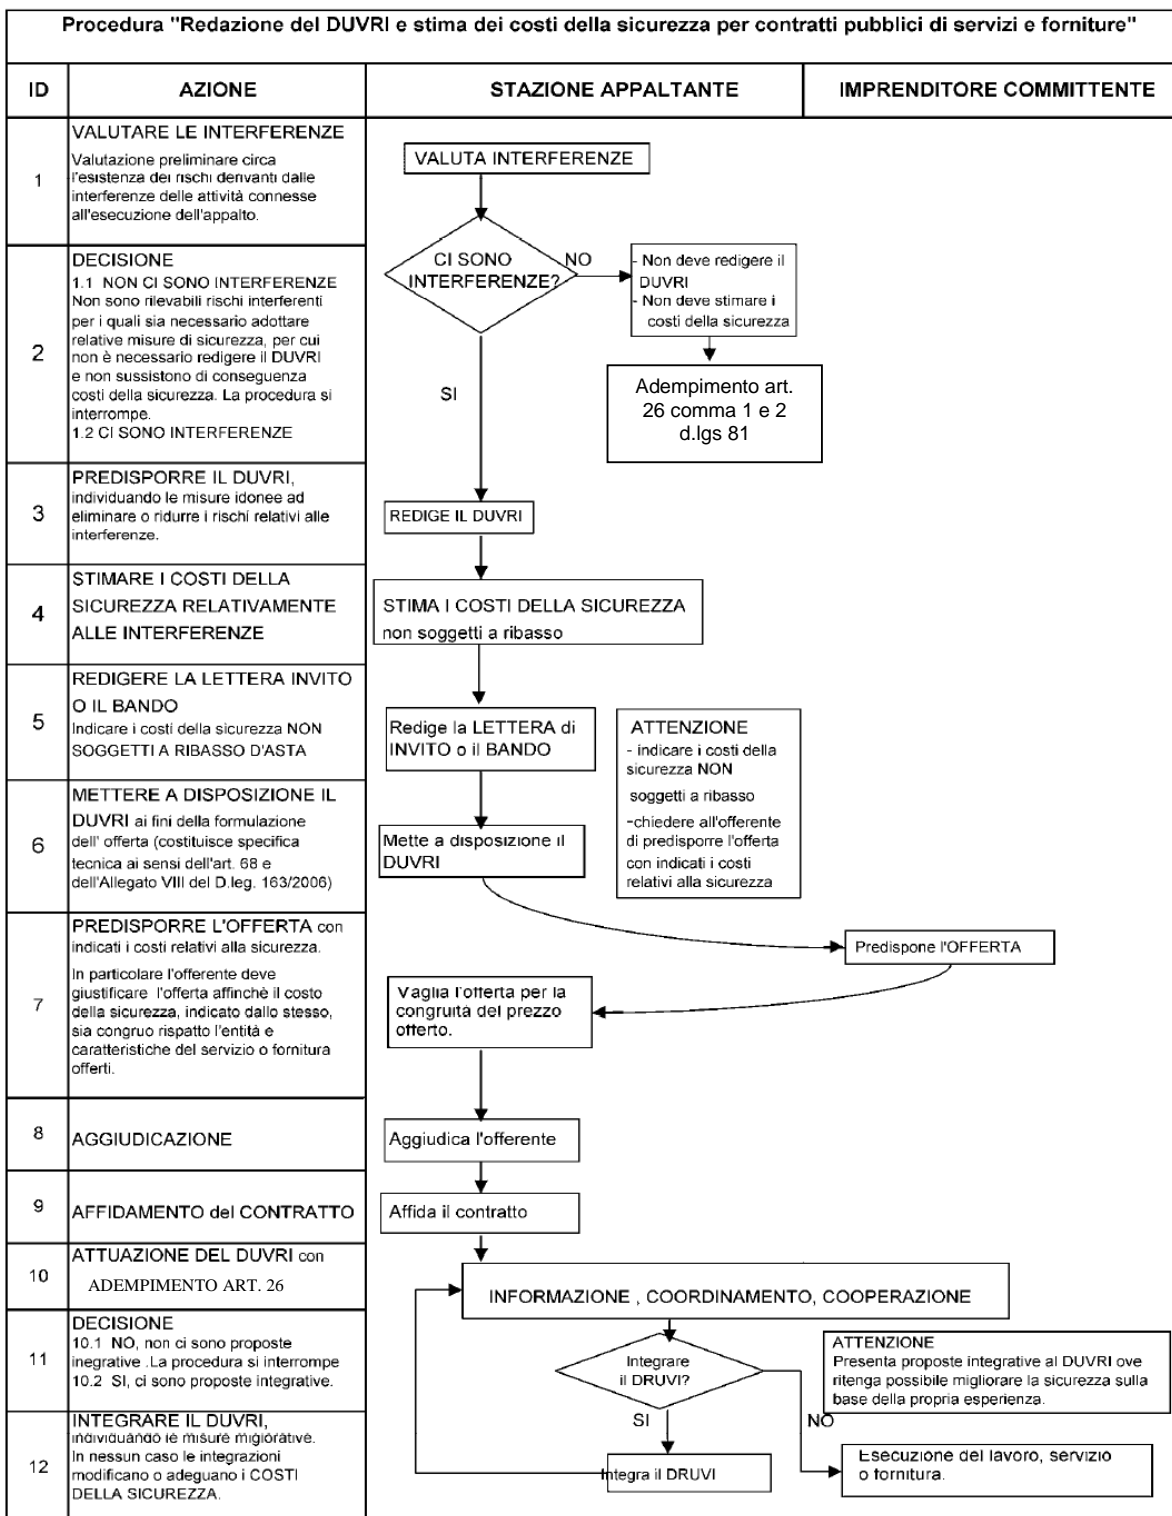 Procedura "Redazione del DUVRI e stima dei costi della sicurezza per contratti pubblici di servizi e forniture"
ID
AZIONE
STAZIONE APPALTANTE
IMPRENDITORE COMMITTENTE
1
VALUTARE LE INTERFERENZE
Valutazione preliminare circa
l'esistenza dei rischi derivanti dalle
interferenze delle attività connesse
all'esecuzione dell'appalto.
VALUTA INTERFERENZE
2
DECISIONE
1.1 NON CI SONO INTERFERENZE
Non sono rilevabili rischi interferenti
per i quali sia necessario adottare
relative misure di sicurezza, per cui
non è necessario redigere il DUVRI
e non sussistono di conseguenza
costi della sicurezza. La procedura si
interrompe.
1.2 CI SONO INTERFERENZE
CI SONO
INTERFERENZE?
NO
- Non deve redigere il
DUVRI
- Non deve stimare i
costi della sicurezza
SI
Adempimento art.
26 comma 1 e 2
d.lgs 81
3
PREDISPORRE IL DUVRI,
individuando le misure idonee ad
eliminare o ridurre i rischi relativi alle
interferenze.
REDIGE IL DUVRI
4
STIMARE I COSTI DELLA
SICUREZZA RELATIVAMENTE
ALLE INTERFERENZE
STIMA I COSTI DELLA SICUREZZA
non soggetti a ribasso
5
REDIGERE LA LETTERA INVITO
O IL BANDO
Indicare i costi della sicurezza NON
SOGGETTI A RIBASSO D'ASTA
Redige la LETTERA di
INVITO o il BANDO
ATTENZIONE
- indicare i costi della
sicurezza NON
soggetti a ribasso
-chiedere all'offerente
di predisporre l'offerta
con indicati i costi
relativi alla sicurezza
6
METTERE A DISPOSIZIONE IL
DUVRI ai fini della formulazione
dell' offerta (costituisce specifica
tecnica ai sensi dell'art. 68 e
dell'Allegato VIII del D.leg. 163/2006)
Mette a disposizione il
DUVRI
7
PREDISPORRE L'OFFERTA con
indicati i costi relativi alla sicurezza.
In particolare l'offerente deve
giustificare l'offerta affinchè il costo
della sicurezza, indicato dallo stesso,
sia congruo rispatto l'entità e
caratteristiche del servizio o fornitura
offerti.
Predispone l'OFFERTA
Vaglia l'offerta per la
congruità del prezzo
offerto.
8
AGGIUDICAZIONE
Aggiudica l'offerente
9
AFFIDAMENTO del CONTRATTO
Affida il contratto
10
ATTUAZIONE DEL DUVRI con
ADEMPIMENTO ART. 26
INFORMAZIONE , COORDINAMENTO, COOPERAZIONE
11
DECISIONE
10.1 NO, non ci sono proposte
inegrative .La procedura si interrompe
10.2 SI, ci sono proposte integrative.
Integrare
il DRUVI?
ATTENZIONE
Presenta proposte integrative al DUVRI ove
ritenga possibile migliorare la sicurezza sulla
base della propria esperienza.
SI
NO
12
INTEGRARE IL DUVRI,
individuando le misure migliorative.
In nessun caso le integrazioni
modificano o adeguano i COSTI
DELLA SICUREZZA.
Integra il DRUVI
Esecuzione del lavoro, servizio
o fornitura.